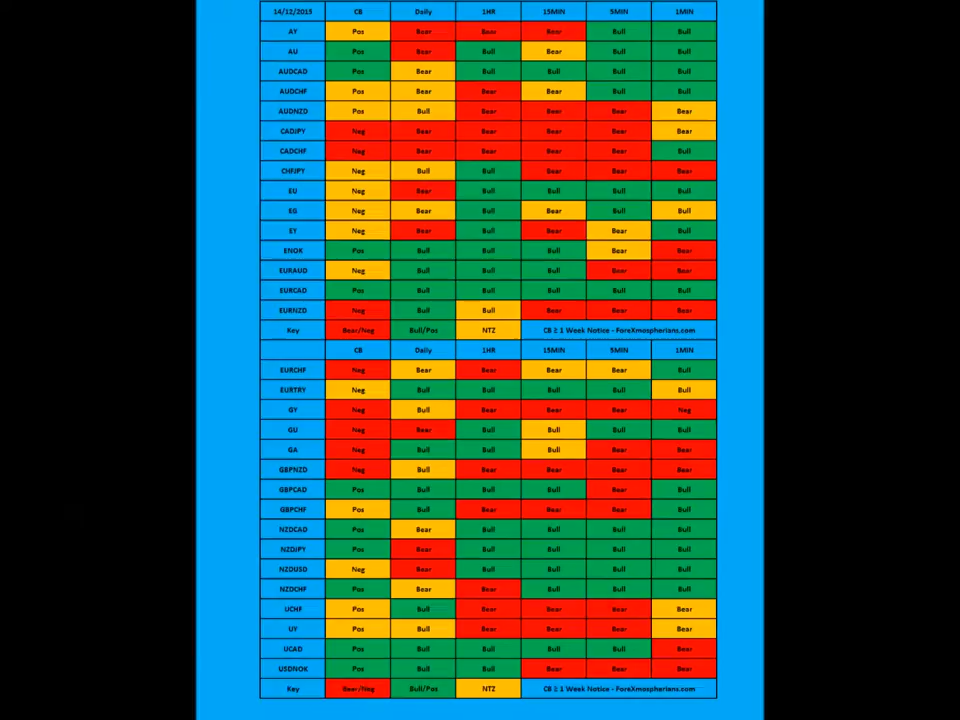 14/12/2015 CB Daily 1HR 15MIN 5MIN 1MIN
AY Pos Bear Bear Bear Bull Bull
AU Pos Bear Bull Bear Bull Bull
AUDCAD Pos Bear Bull Bull Bull Bull
AUDCHF Pos Bear Bear Bear Bull Bull
AUDNZD Pos Bull Bear Bear Bear Bear
CADJPY Neg Bear Bear Bear Bear Bear
CADCHF Neg Bear Bear Bear Bear Bull
CHFJPY Neg Bull Bull Bear Bear Bear
EU Neg Bear Bull Bull Bull Bull
EG Neg Bear Bull Bear Bull Bull
EY Neg Bear Bull Bear Bear Bull
ENOK Pos Bull Bull Bull Bear Bear
EURAUD Neg Bull Bull Bull Bear Bear
EURCAD Pos Bull Bull Bull Bull Bull
EURNZD Neg Bull Bull Bear Bear Bear
Key Bear/Neg Bull/Pos NTZ CB ≥ 1 Week Notice - ForeXmospherians.com
CB Daily 1HR 15MIN 5MIN 1MIN
EURCHF Neg Bear Bear Bear Bear Bull
EURTRY Neg Bull Bull Bull Bull Bull
GY Neg Bull Bear Bear Bear Neg
GU Neg Bear Bull Bull Bull Bull
GA Neg Bull Bull Bull Bear Bear
GBPNZD Neg Bull Bear Bear Bear Bear
GBPCAD Pos Bull Bull Bull Bear Bull
GBPCHF Pos Bull Bear Bear Bear Bull
NZDCAD Pos Bear Bull Bull Bull Bull
NZDJPY Pos Bear Bull Bull Bull Bull
NZDUSD Neg Bear Bull Bull Bull Bull
NZDCHF Pos Bear Bear Bull Bull Bull
UCHF Pos Bull Bear Bear Bear Bear
UY Pos Bull Bear Bear Bear Bear
UCAD Pos Bull Bull Bull Bull Bear
USDNOK Pos Bull Bull Bear Bear Bear
Key Bear/Neg Bull/Pos NTZ CB ≥ 1 Week Notice - ForeXmospherians.com